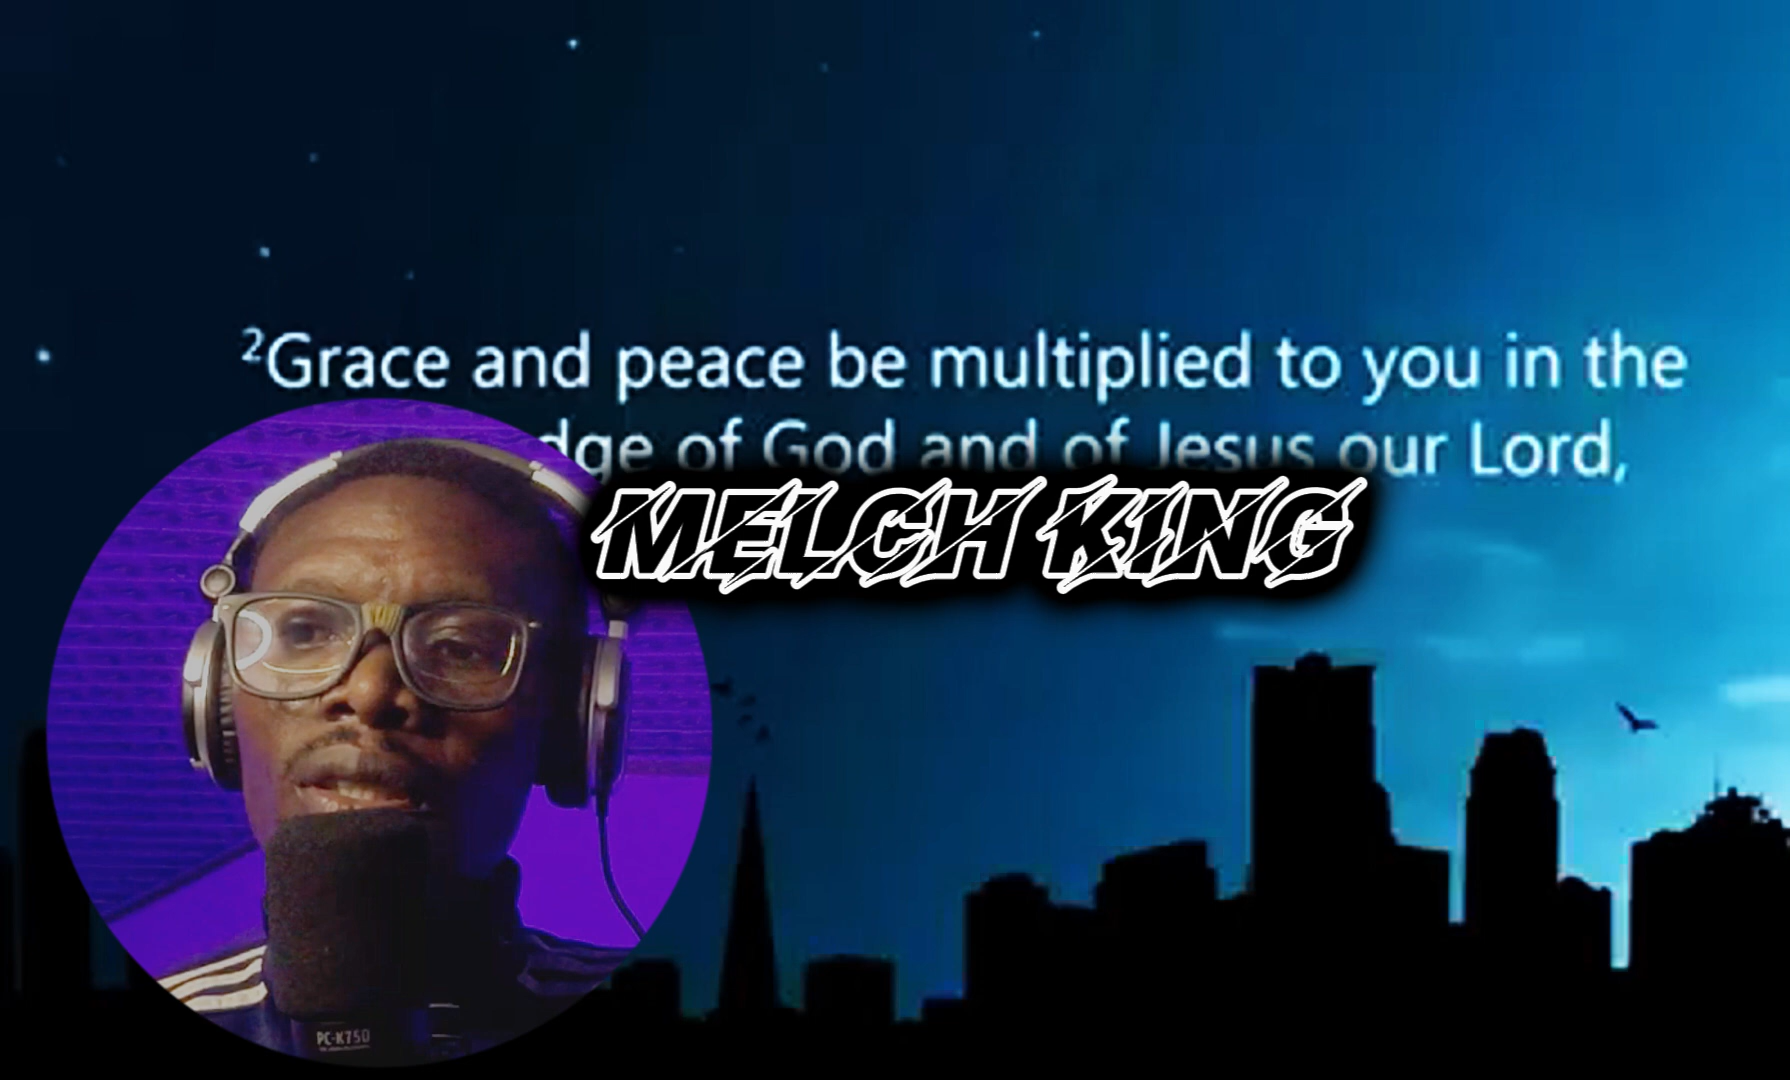 ²Grace and peace be multiplied to you in the
of God and of Jesus our Lord,
MELCH KING
PC-K750